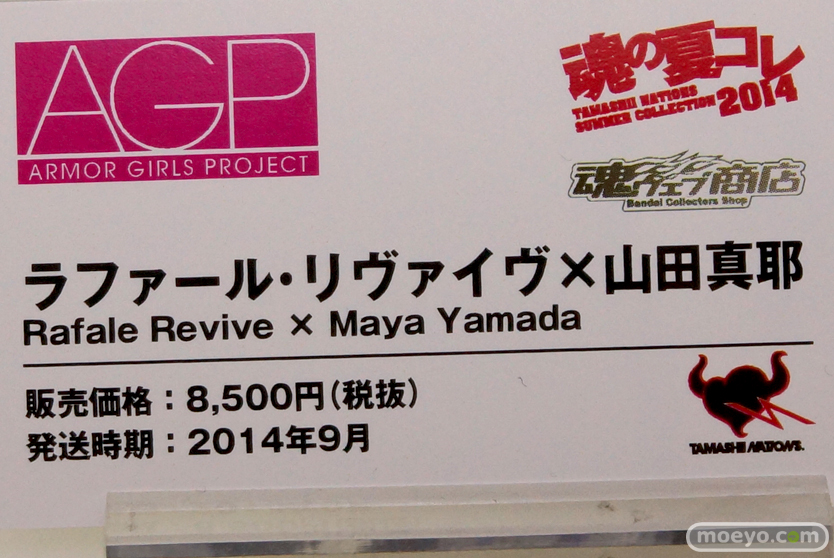 AGP
ARMOR GIRLS PROJECT
魂の夏コレ
TAMASHII NATIONS
SUMMER COLLECTION 2014
魂ウェブ商店
Bandai Collectors Shop
ラファール・リヴァイヴ×山田真耶
Rafale Revive × Maya Yamada
販売価格：8,500円（税抜）
発送時期：2014年9月
TAMASHII NATIONS.
moeyo.com